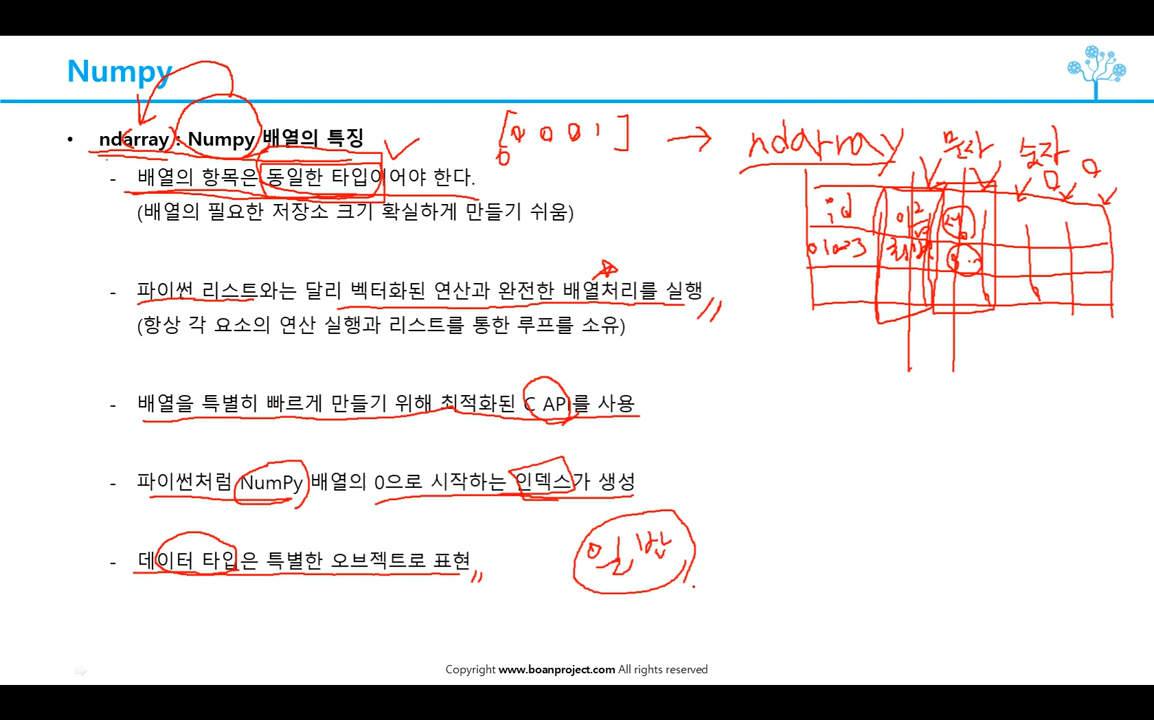 Numpy
• ndarray : Numpy 배열의 특징
- 배열의 항목은 동일한 타입이어야 한다.
(배열의 필요한 저장소 크기 확실하게 만들기 쉬움)
- 파이썬 리스트와는 달리 벡터화된 연산과 완전한 배열처리를 실행
(항상 각 요소의 연산 실행과 리스트를 통한 루프를 소유)
- 배열을 특별히 빠르게 만들기 위해 최적화된 C API를 사용
- 파이썬처럼 NumPy 배열의 0으로 시작하는 인덱스가 생성
- 데이터 타입은 특별한 오브젝트로 표현
→ ndarray
문자 숫자
id
Copyright www.boanproject.com All rights reserved